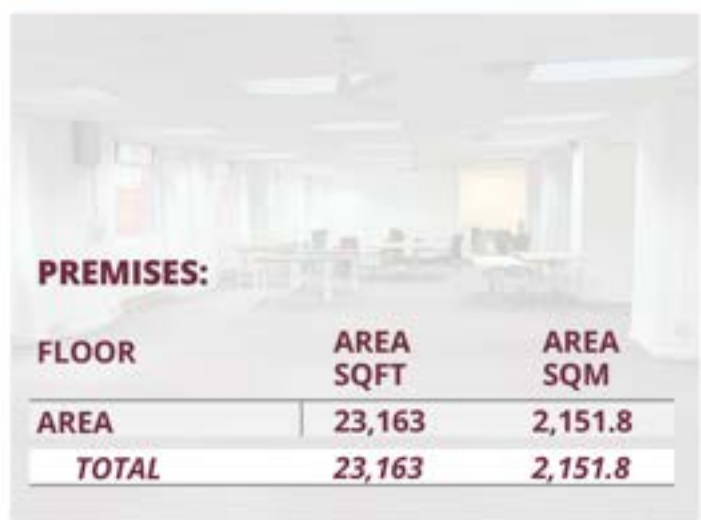 PREMISES:
FLOOR AREA SQFT AREA SQM
AREA 23,163 2,151.8
TOTAL 23,163 2,151.8